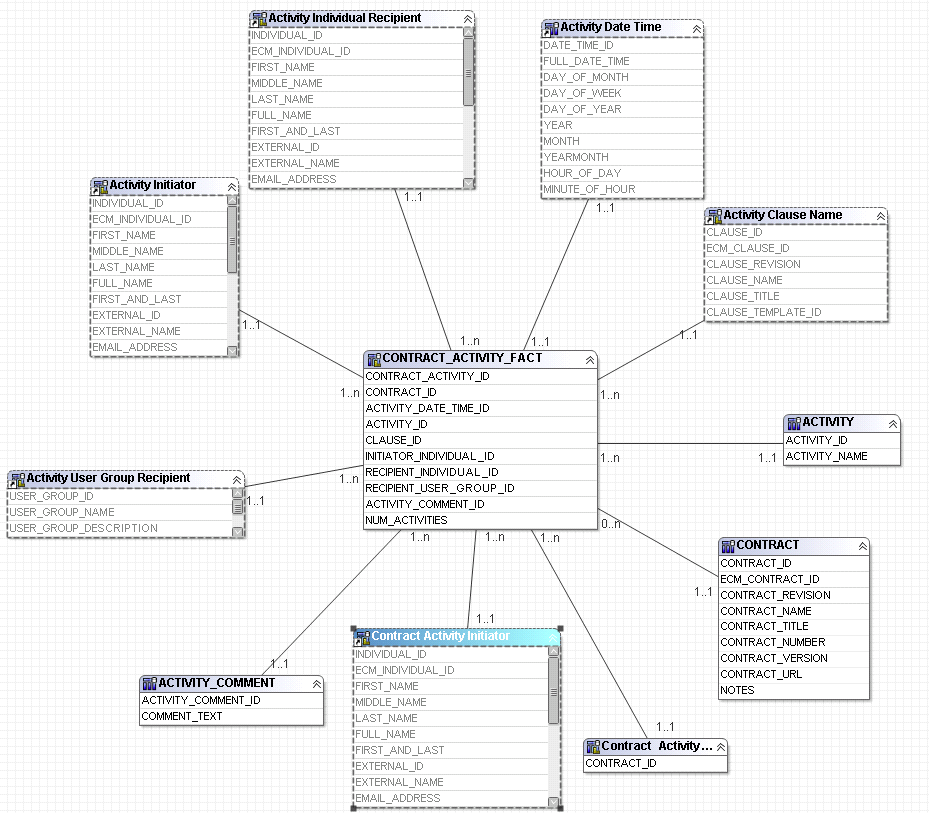 Activity Individual Recipient
INDIVIDUAL_ID
ECM_INDIVIDUAL_ID
FIRST_NAME
MIDDLE_NAME
LAST_NAME
FULL_NAME
FIRST_AND_LAST
EXTERNAL_ID
EXTERNAL_NAME
EMAIL_ADDRESS
1..1
Activity Date Time
DATE_TIME_ID
FULL_DATE_TIME
DAY_OF_MONTH
DAY_OF_WEEK
DAY_OF_YEAR
YEAR
MONTH
YEARMONTH
HOUR_OF_DAY
MINUTE_OF_HOUR
1..1
Activity Initiator
INDIVIDUAL_ID
ECM_INDIVIDUAL_ID
FIRST_NAME
MIDDLE_NAME
LAST_NAME
FULL_NAME
FIRST_AND_LAST
EXTERNAL_ID
EXTERNAL_NAME
EMAIL_ADDRESS
1..1
Activity Clause Name
CLAUSE_ID
ECM_CLAUSE_ID
CLAUSE_REVISION
CLAUSE_NAME
CLAUSE_TITLE
CLAUSE_TEMPLATE_ID
1..1
1..n
1..1
1..n
CONTRACT_ACTIVITY_FACT
CONTRACT_ACTIVITY_ID
CONTRACT_ID
ACTIVITY_DATE_TIME_ID
ACTIVITY_ID
CLAUSE_ID
INITIATOR_INDIVIDUAL_ID
RECIPIENT_INDIVIDUAL_ID
RECIPIENT_USER_GROUP_ID
ACTIVITY_COMMENT_ID
NUM_ACTIVITIES
1..n
1..n
1..1
ACTIVITY
ACTIVITY_ID
ACTIVITY_NAME
Activity User Group Recipient
USER_GROUP_ID
USER_GROUP_NAME
USER_GROUP_DESCRIPTION
1..1
1..n
0..n
1..n
1..n
1..n
1..1
CONTRACT
CONTRACT_ID
ECM_CONTRACT_ID
CONTRACT_REVISION
CONTRACT_NAME
CONTRACT_TITLE
CONTRACT_NUMBER
CONTRACT_VERSION
CONTRACT_URL
NOTES
1..1
ACTIVITY_COMMENT
ACTIVITY_COMMENT_ID
COMMENT_TEXT
1..1
Contract Activity Initiator
INDIVIDUAL_ID
ECM_INDIVIDUAL_ID
FIRST_NAME
MIDDLE_NAME
LAST_NAME
FULL_NAME
FIRST_AND_LAST
EXTERNAL_ID
EXTERNAL_NAME
EMAIL_ADDRESS
1..1
Contract Activity...
CONTRACT_ID